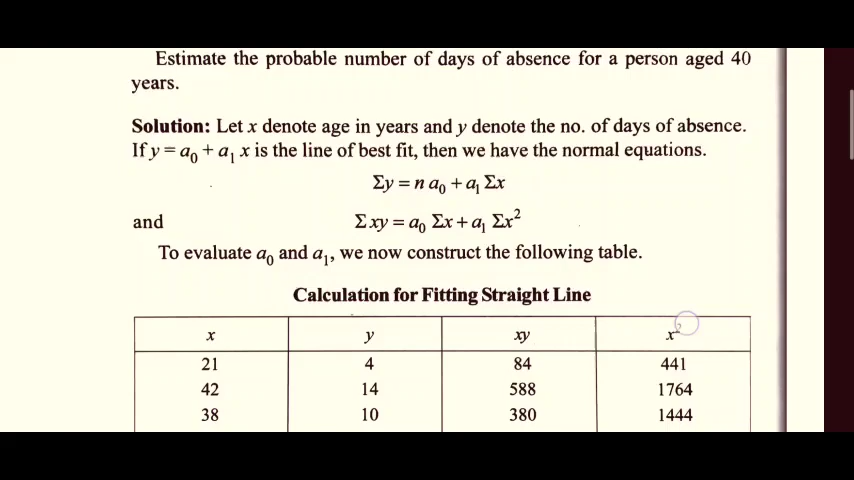 Estimate the probable number of days of absence for a person aged 40
years.
Solution: Let x denote age in years and y denote the no. of days of absence.
If y = a₀ + a₁ x is the line of best fit, then we have the normal equations.
Σy = n a₀ + a₁ Σx
and Σ xy = a₀ Σx + a₁ Σx²
To evaluate a₀ and a₁, we now construct the following table.
Calculation for Fitting Straight Line
x y xy x²
21 4 84 441
42 14 588 1764
38 10 380 1444